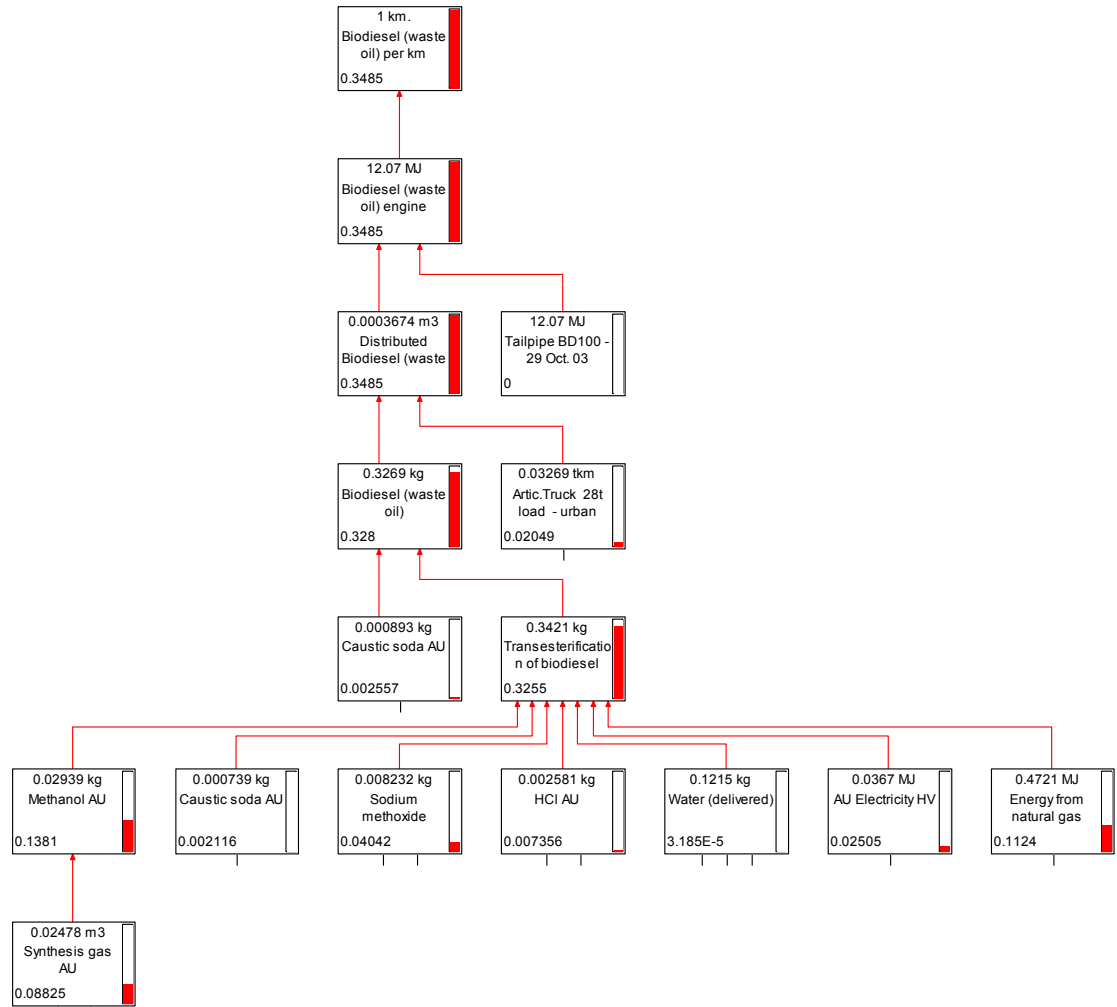 1 km.
Biodiesel (waste
oil) per km
0.3485
12.07 MJ
Biodiesel (waste
oil) engine
0.3485
0.0003674 m3
Distributed
Biodiesel (waste
0.3485
12.07 MJ
Tailpipe BD100 -
29 Oct. 03
0
0.3269 kg
Biodiesel (waste
oil)
0.328
0.03269 tkm
Artic.Truck 28t
load - urban
0.02049
0.000893 kg
Caustic soda AU
0.002557
0.3421 kg
Transesterificatio
n of biodiesel
0.3255
0.02939 kg
Methanol AU
0.1381
0.000739 kg
Caustic soda AU
0.002116
0.008232 kg
Sodium
methoxide
0.04042
0.002581 kg
HCl AU
0.007356
0.1215 kg
Water (delivered)
3.185E-5
0.0367 MJ
AU Electricity HV
0.02505
0.4721 MJ
Energy from
natural gas
0.1124
0.02478 m3
Synthesis gas
AU
0.08825